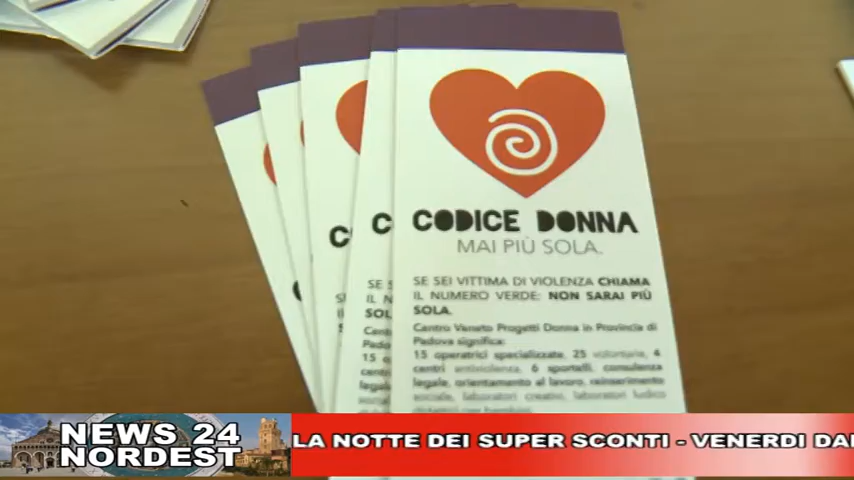 CODICE DONNA
MAI PIÙ SOLA.
SE SEI VITTIMA DI VIOLENZA CHIAMA
IL NUMERO VERDE: NON SARAI PIÙ
SOLA.
Centro Veneto Progetti Donna in Provincia di
Padova significa:
15 operatrici specializzate, 25 volontarie, 4
centri antiviolenza, 6 sportelli, consulenza
legale, orientamento al lavoro, reinserimento
sociale, laboratori creativi, laboratori ludico
NEWS 24
NORDEST
LA NOTTE DEI SUPER SCONTI - VENERDI DAL